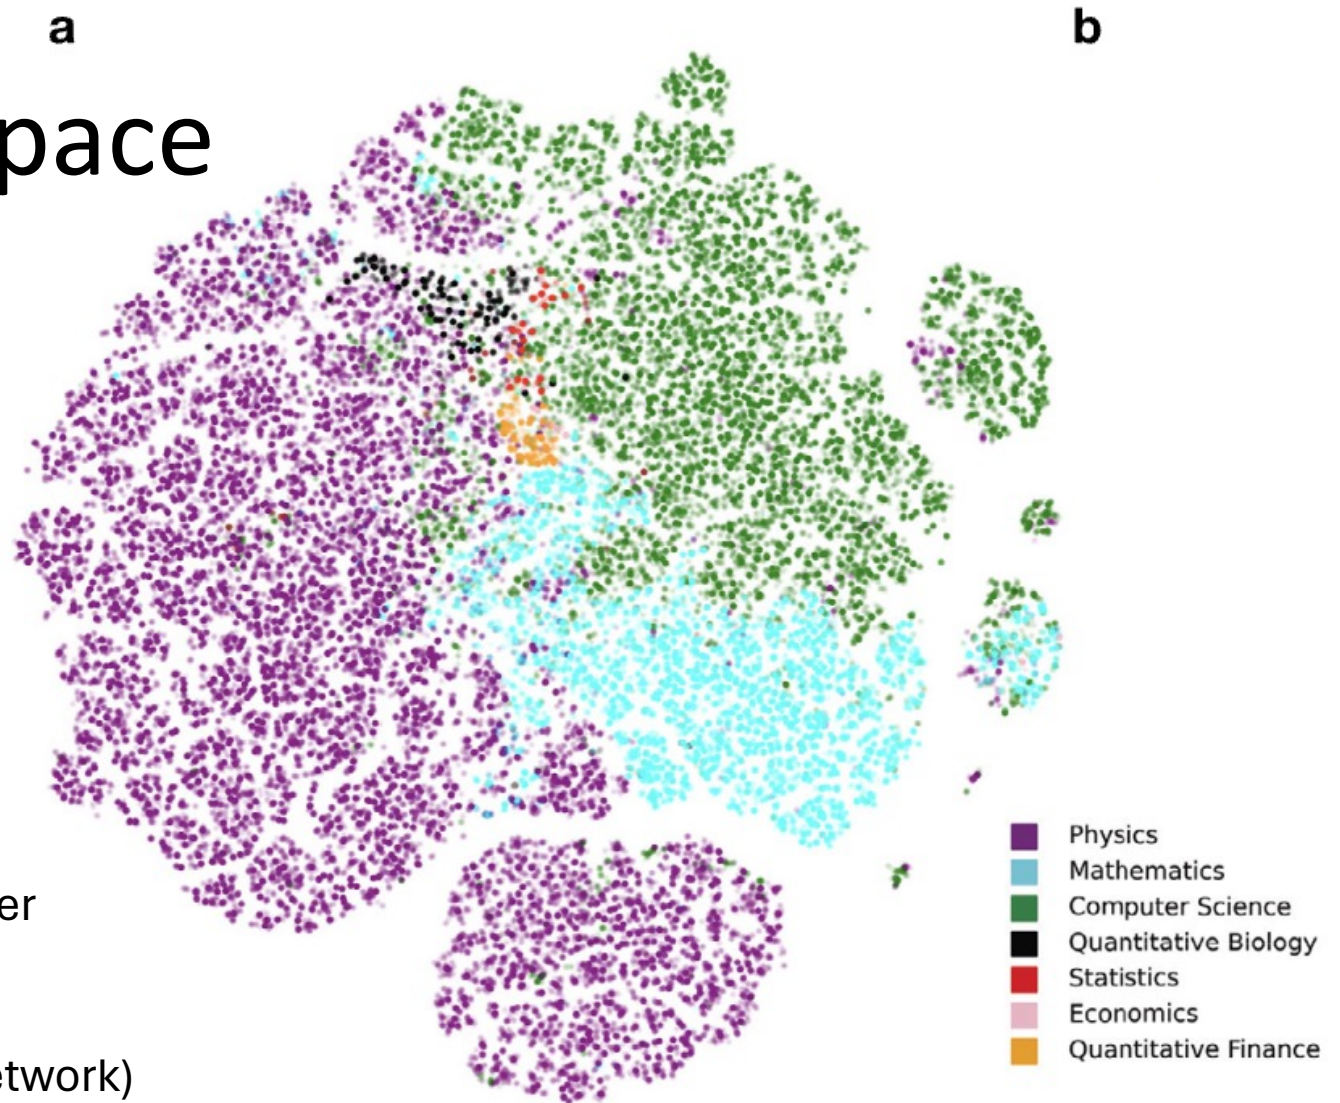 a
b
pace
Physics
Mathematics
er
Computer Science
Quantitative Biology
Statistics
Economics
Quantitative Finance
etwork)